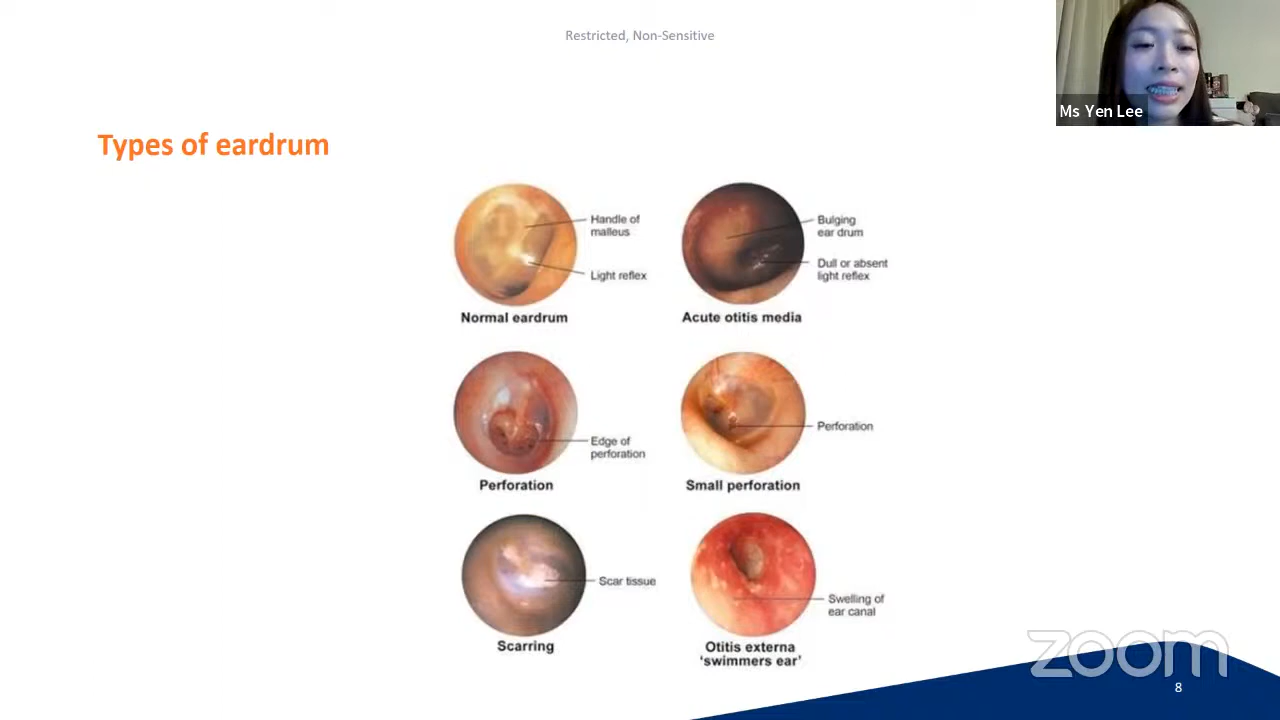 Restricted, Non-Sensitive
Ms Yen Lee
Types of eardrum
Handle of
malleus
Light reflex
Normal eardrum
Bulging
ear drum
Dull or absent
light reflex
Acute otitis media
Edge of
perforation
Perforation
Perforation
Small perforation
Scar tissue
Scarring
Swelling of
ear canal
Otitis externa
‘swimmers ear’
zoom
8